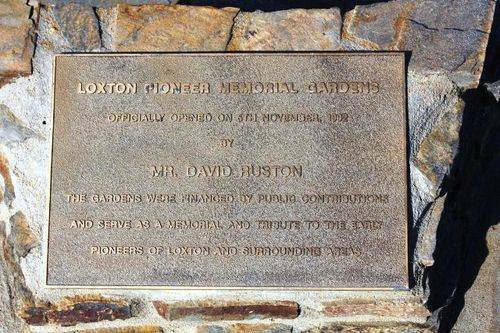 LOXTON PIONEER MEMORIAL GARDENS
OFFICIALLY OPENED ON NOVEMBER,
BY
MR. DAVID RUSTON
THE GARDENS WERE FINANCED BY PUBLIC CONTRIBUTIONS
AND SERVE AS A MEMORIAL AND TRIBUTE TO THE EARLY
PIONEERS OF LOXTON AND SURROUNDING AREAS